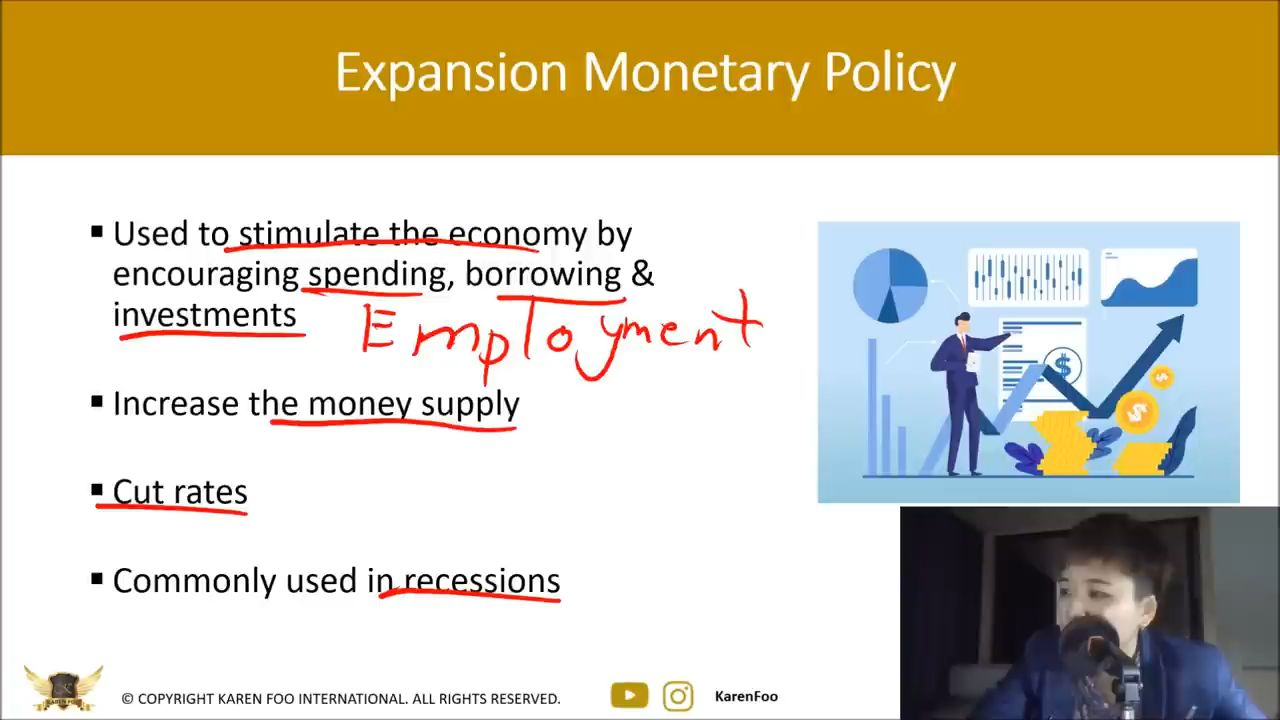 Expansion Monetary Policy
▪ Used to stimulate the economy by
encouraging spending, borrowing &
investments
Employment
▪ Increase the money supply
▪ Cut rates
▪ Commonly used in recessions
© COPYRIGHT KAREN FOO INTERNATIONAL. ALL RIGHTS RESERVED.
KarenFoo